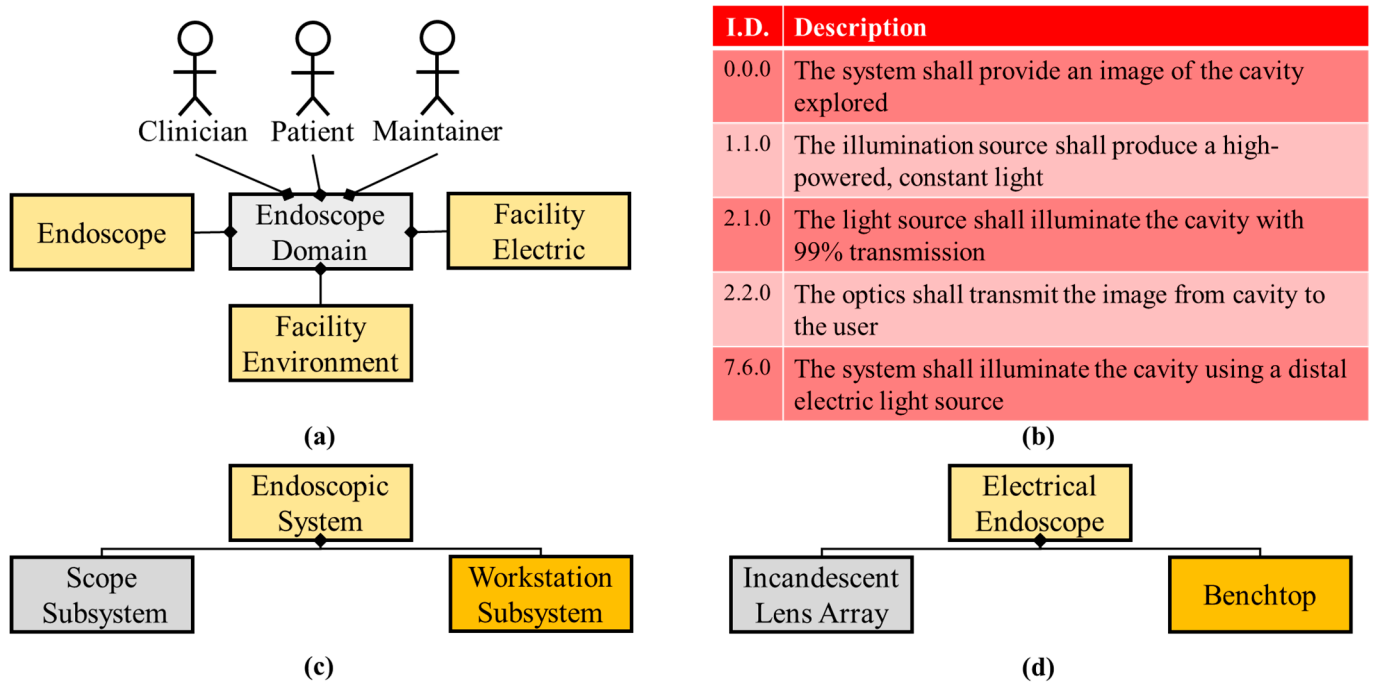 Clinician Patient Maintainer
Endoscope
Endoscope
Domain
Facility
Electric
Facility
Environment
(a)
I.D. Description
0.0.0 The system shall provide an image of the cavity
explored
1.1.0 The illumination source shall produce a high-
powered, constant light
2.1.0 The light source shall illuminate the cavity with
99% transmission
2.2.0 The optics shall transmit the image from cavity to
the user
7.6.0 The system shall illuminate the cavity using a distal
electric light source
(b)
Endoscopic
System
Scope
Subsystem
Workstation
Subsystem
(c)
Electrical
Endoscope
Incandescent
Lens Array
Benchtop
(d)